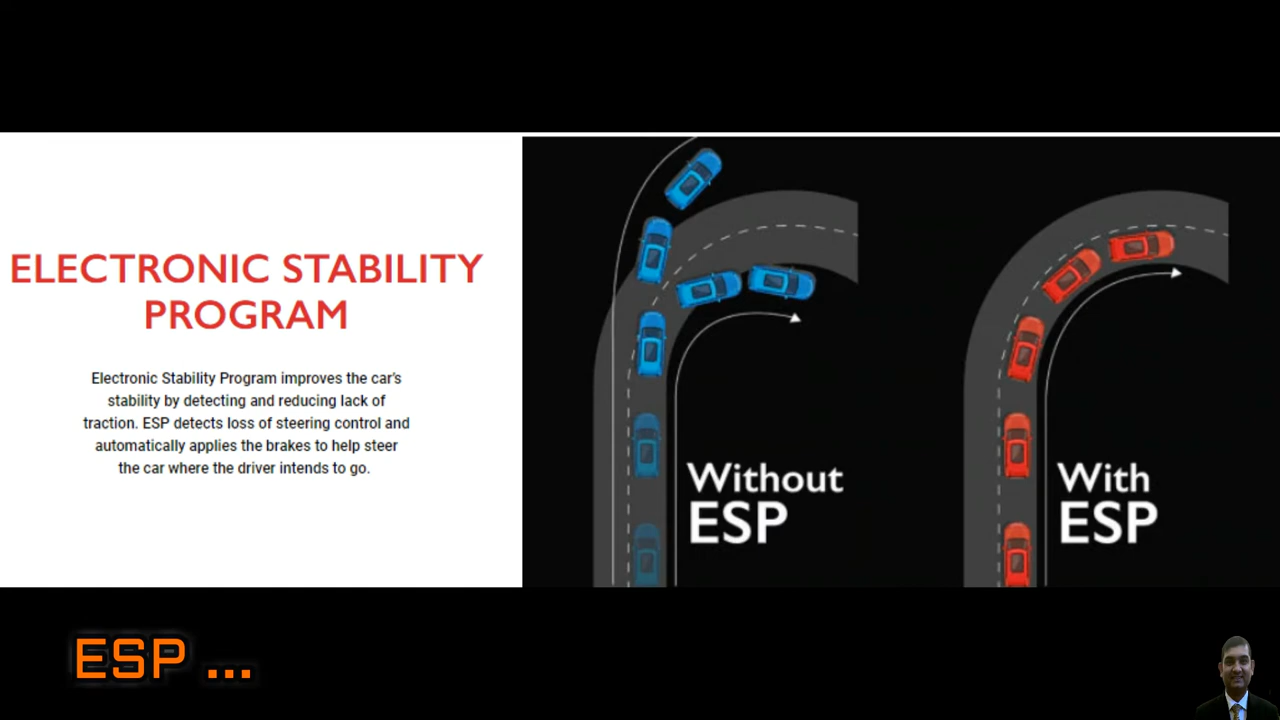 ELECTRONIC STABILITY
PROGRAM
Electronic Stability Program improves the car's
stability by detecting and reducing lack of
traction. ESP detects loss of steering control and
automatically applies the brakes to help steer
the car where the driver intends to go.
Without
ESP
With
ESP
ESP ...